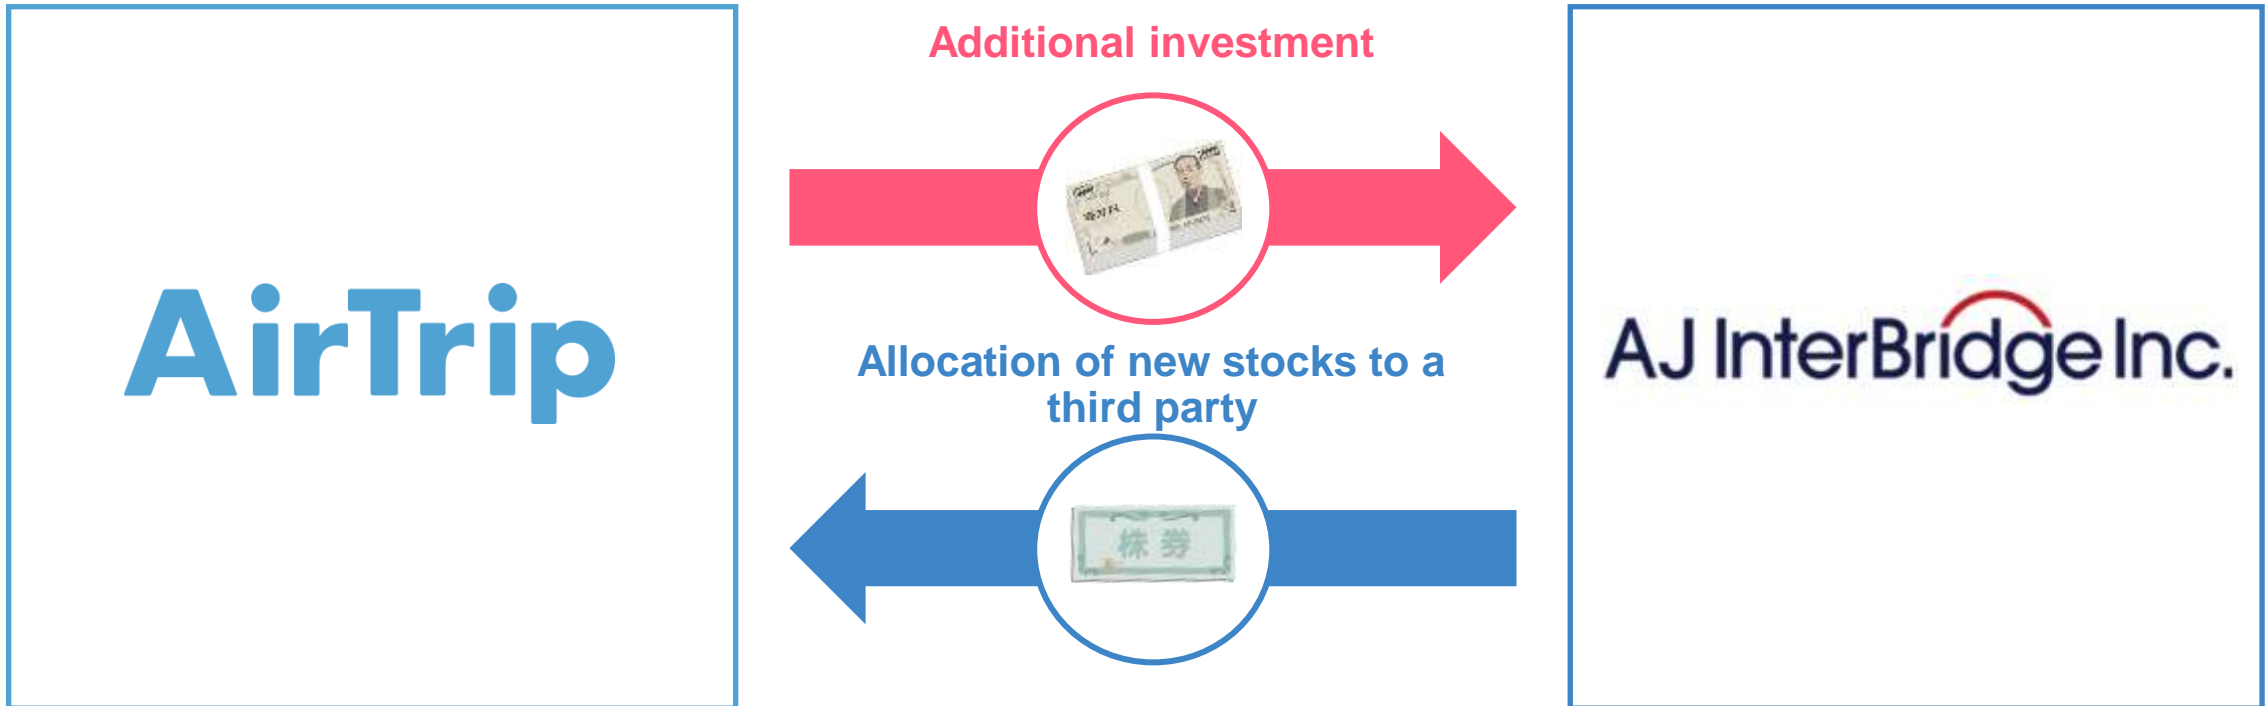 Additional investment
AirTrip
Allocation of new stocks to a
third party
株券
AJ InterBridge Inc.